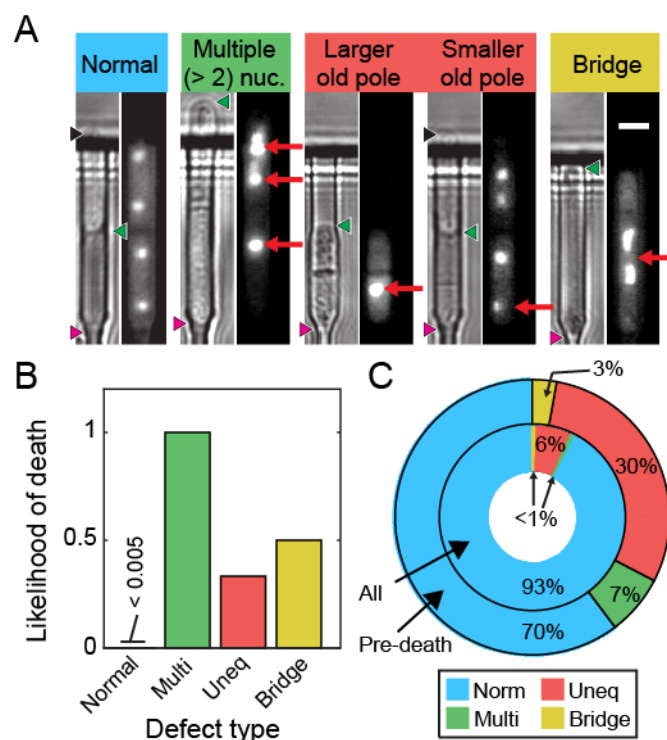 A
Normal
Multiple
(> 2) nuc.
Larger
old pole
Smaller
old pole
Bridge
B
Likelihood of death
1
0.5
0
< 0.005
Normal
Multi
Uneq
Bridge
Defect type
C
3%
6%
30%
<1%
7%
93%
70%
All
Pre-death
Norm
Uneq
Multi
Bridge